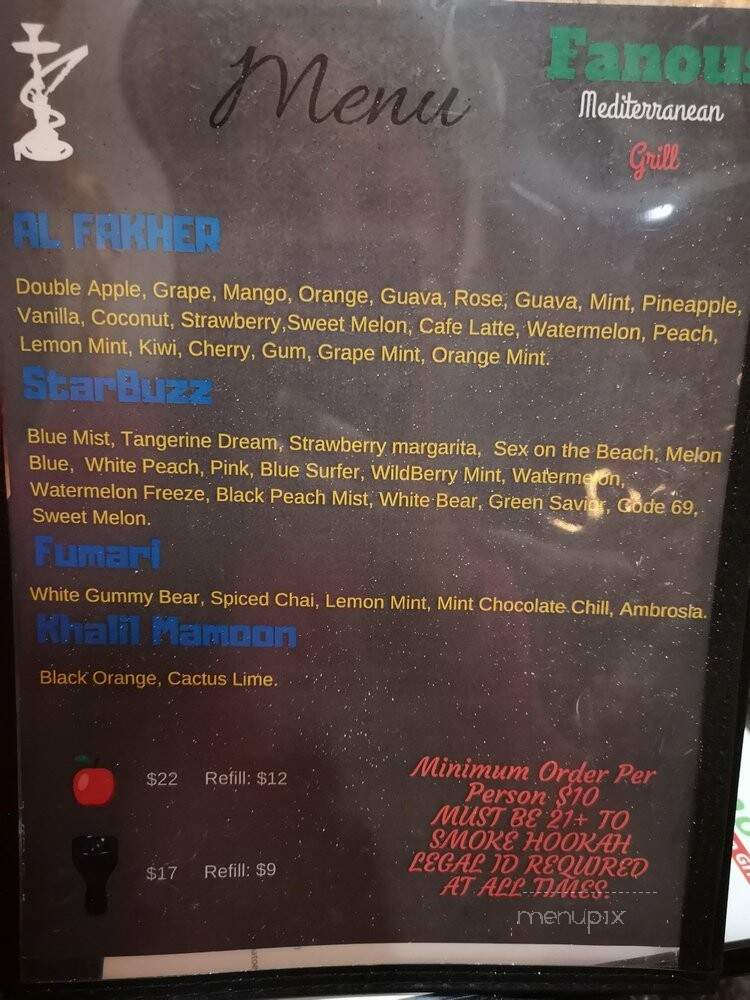 Menu
Fanous
Mediterranean
Grill
AL FAKHER
Double Apple, Grape, Mango, Orange, Guava, Rose, Guava, Mint, Pineapple,
Vanilla, Coconut, Strawberry,Sweet Melon, Cafe Latte, Watermelon, Peach,
Lemon Mint, Kiwi, Cherry, Gum, Grape Mint, Orange Mint.
StarBuzz
Blue Mist, Tangerine Dream, Strawberry margarita, Sex on the Beach, Melon
Blue, White Peach, Pink, Blue Surfer, WildBerry Mint, Watermelon,
Watermelon Freeze, Black Peach Mist, White Bear, Green Savior, Code 69,
Sweet Melon.
Fumari
White Gummy Bear, Spiced Chai, Lemon Mint, Mint Chocolate Chill, Ambrosia.
Khalil Mamoon
Black Orange, Cactus Lime.
$22 Refill: $12
$17 Refill: $9
Minimum Order Per
Person $10
MUST BE 21+ TO
SMOKE HOOKAH
LEGAL ID REQUIRED
AT ALL TIMES.
menupix